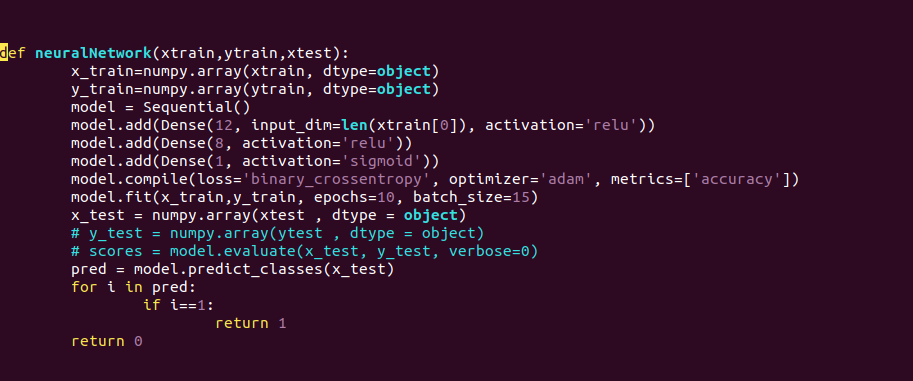 def neuralNetwork(xtrain,ytrain,xtest):
        x_train=numpy.array(xtrain, dtype=object)
        y_train=numpy.array(ytrain, dtype=object)
        model = Sequential()
        model.add(Dense(12, input_dim=len(xtrain[0]), activation='relu'))
        model.add(Dense(8, activation='relu'))
        model.add(Dense(1, activation='sigmoid'))
        model.compile(loss='binary_crossentropy', optimizer='adam', metrics=['accuracy'])
        model.fit(x_train,y_train, epochs=10, batch_size=15)
        x_test = numpy.array(xtest , dtype = object)
        # y_test = numpy.array(ytest , dtype = object)
        # scores = model.evaluate(x_test, y_test, verbose=0)
        pred = model.predict_classes(x_test)
        for i in pred:
                if i==1:
                        return 1
        return 0